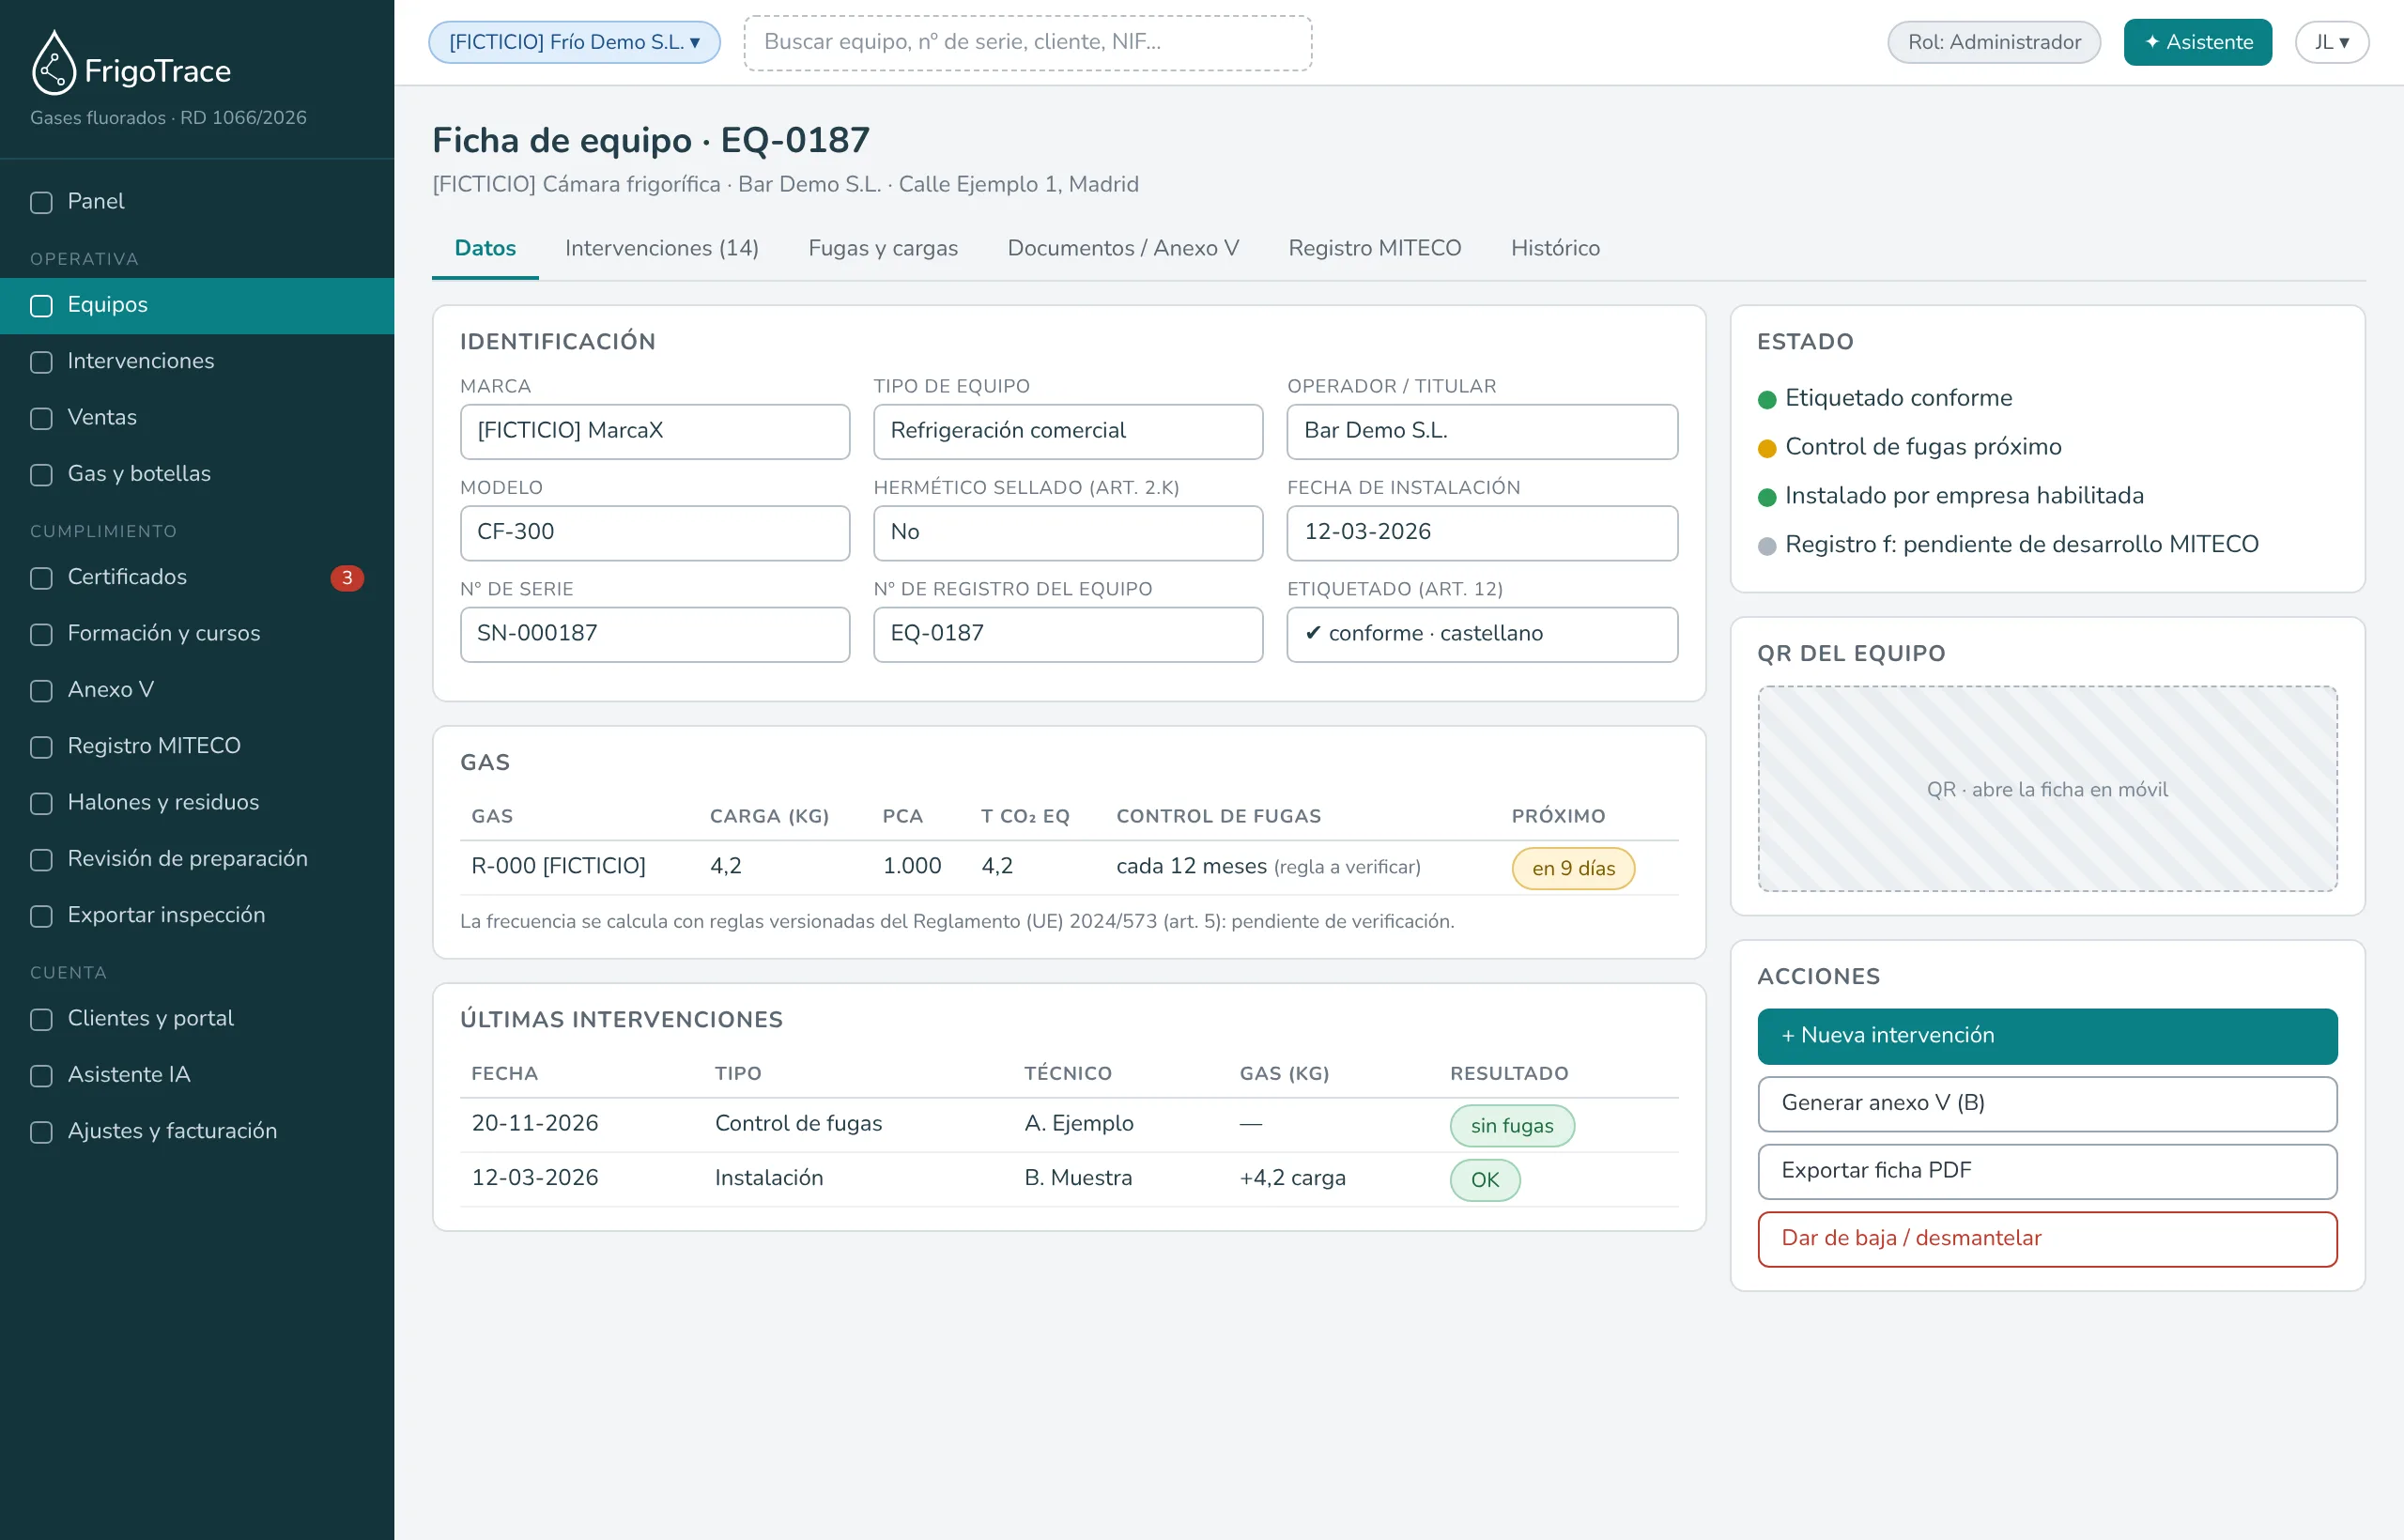 FrigoTrace
Gases fluorados · RD 1066/2026
Panel
OPERATIVA
Equipos
Intervenciones
Ventas
Gas y botellas
CUMPLIMIENTO
Certificados 3
Formación y cursos
Anexo V
Registro MITECO
Halones y residuos
Revisión de preparación
Exportar inspección
CUENTA
Clientes y portal
Asistente IA
Ajustes y facturación
[FICTICIO] Frío Demo S.L. ▾
Buscar equipo, nº de serie, cliente, NIF...
Rol: Administrador
✦ Asistente
JL ▾
Ficha de equipo · EQ-0187
[FICTICIO] Cámara frigorífica · Bar Demo S.L. · Calle Ejemplo 1, Madrid
Datos Intervenciones (14) Fugas y cargas Documentos / Anexo V Registro MITECO Histórico
IDENTIFICACIÓN
MARCA TIPO DE EQUIPO OPERADOR / TITULAR
[FICTICIO] MarcaX Refrigeración comercial Bar Demo S.L.
MODELO HERMÉTICO SELLADO (ART. 2.K) FECHA DE INSTALACIÓN
CF-300 No 12-03-2026
Nº DE SERIE Nº DE REGISTRO DEL EQUIPO ETIQUETADO (ART. 12)
SN-000187 EQ-0187 ✔ conforme · castellano
GAS
GAS CARGA (KG) PCA T CO₂ EQ CONTROL DE FUGAS PRÓXIMO
R-000 [FICTICIO] 4,2 1.000 4,2 cada 12 meses (regla a verificar) en 9 días
La frecuencia se calcula con reglas versionadas del Reglamento (UE) 2024/573 (art. 5): pendiente de verificación.
ÚLTIMAS INTERVENCIONES
FECHA TIPO TÉCNICO GAS (KG) RESULTADO
20-11-2026 Control de fugas A. Ejemplo — sin fugas
12-03-2026 Instalación B. Muestra +4,2 carga OK
ESTADO
Etiquetado conforme
Control de fugas próximo
Instalado por empresa habilitada
Registro f: pendiente de desarrollo MITECO
QR DEL EQUIPO
QR · abre la ficha en móvil
ACCIONES
+ Nueva intervención
Generar anexo V (B)
Exportar ficha PDF
Dar de baja / desmantelar